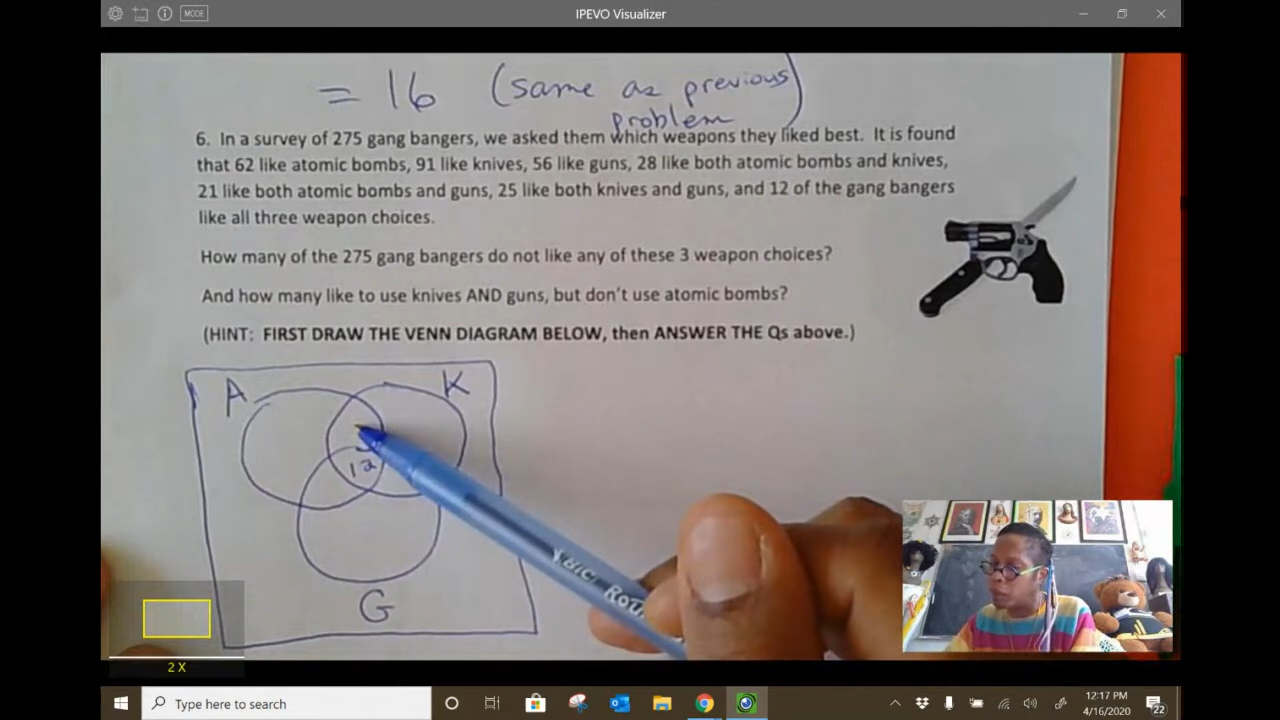 MODE
IPEVO Visualizer
= 16 (same as previous
problem)
6. In a survey of 275 gang bangers, we asked them which weapons they liked best. It is found
that 62 like atomic bombs, 91 like knives, 56 like guns, 28 like both atomic bombs and knives,
21 like both atomic bombs and guns, 25 like both knives and guns, and 12 of the gang bangers
like all three weapon choices.
How many of the 275 gang bangers do not like any of these 3 weapon choices?
And how many like to use knives AND guns, but don't use atomic bombs?
(HINT: FIRST DRAW THE VENN DIAGRAM BELOW, then ANSWER THE Qs above.)
A
K
12
G
BIC
2 X
Type here to search
12:17 PM
4/16/2020
22